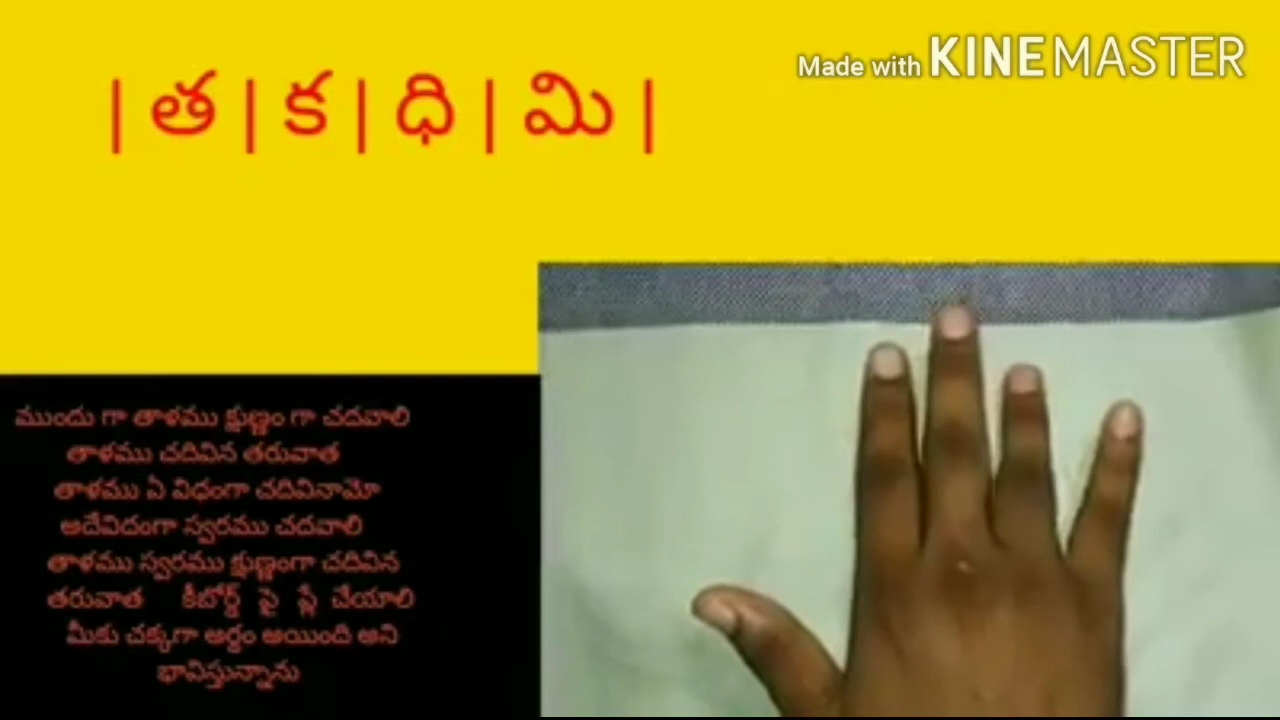 Made with KINEMASTER
| త | క | ధి | మి |
ముందు గా తాళము క్షుణ్ణం గా చదవాలి
తాళము చదివిన తరువాత
తాళము ఏ విధంగా చదివినామో
అదేవిదంగా స్వరము చదవాలి
తాళము స్వరము క్షుణ్ణంగా చదివిన
తరువాత కీబోర్డ్ పై ప్లే చేయాలి
మీకు చక్కగా అర్దం అయింది అని
భావిస్తున్నాను